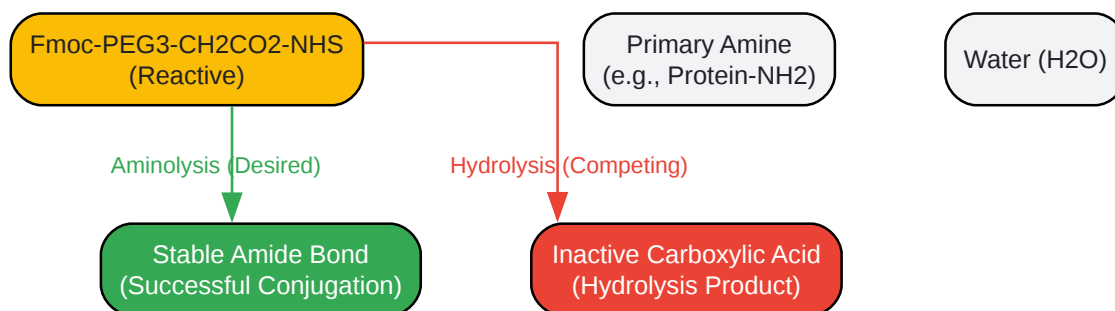 Fmoc-PEG3-CH2CO2-NHS
(Reactive)
Primary Amine
(e.g., Protein-NH2)
Water (H2O)
Aminolysis (Desired)
Hydrolysis (Competing)
Stable Amide Bond
(Successful Conjugation)
Inactive Carboxylic Acid
(Hydrolysis Product)